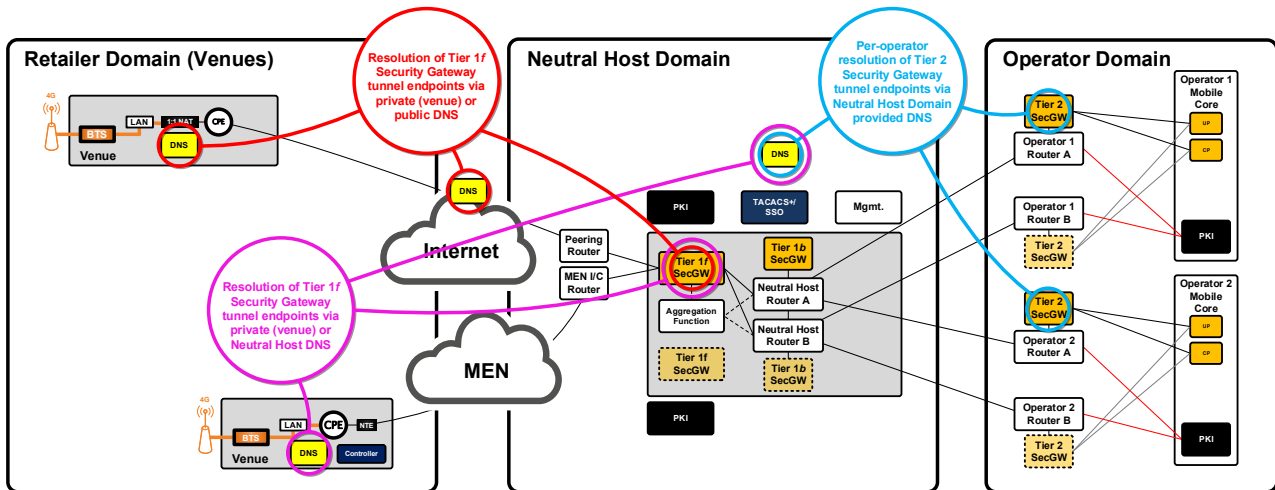 Retailer Domain (Venues)
Neutral Host Domain
Operator Domain
Resolution of Tier 1f
Security Gateway
tunnel endpoints via
private (venue) or
public DNS
Per-operator
resolution of Tier 2
Security Gateway
tunnel endpoints via
Neutral Host Domain
provided DNS
4G
BTS
LAN
1:1 NAT
CPE
Venue
DNS
DNS
Internet
DNS
PKI
TACACS+/
SSO
Mgmt.
Peering
Router
MEN I/C
Router
Tier 1f
SecGW
Tier 1b
SecGW
Neutral Host
Router A
Aggregation
Function
Neutral Host
Router B
Tier 1f
SecGW
Tier 1b
SecGW
PKI
Resolution of Tier 1f
Security Gateway
tunnel endpoints via
private (venue) or
Neutral Host DNS
MEN
4G
BTS
LAN
CPE
NTE
Venue
DNS
Controller
Tier 2
SecGW
Operator 1
Router A
Operator 1
Router B
Tier 2
SecGW
Operator 1
Mobile
Core
UP
CP
PKI
Tier 2
SecGW
Operator 2
Router A
Operator 2
Router B
Tier 2
SecGW
Operator 2
Mobile
Core
UP
CP
PKI